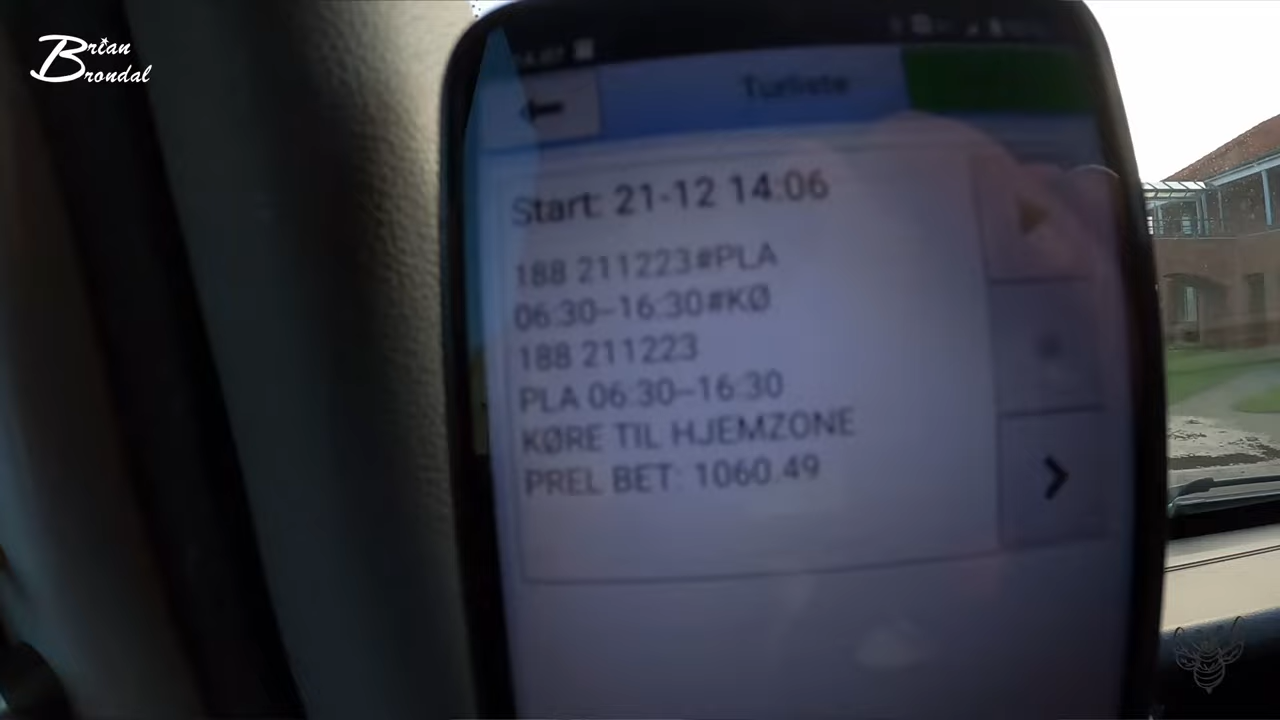 Brian
Brondal
Turliste
Start: 21-12 14:06
188 211223#PLA
06:30–16:30#KØ
188 211223
PLA 06:30–16:30
KØRE TIL HJEMZONE
PREL BET: 1060.49